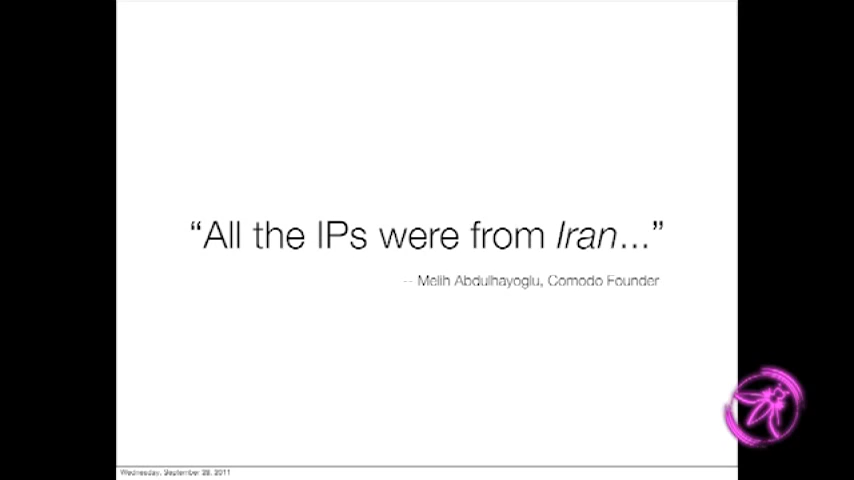 “All the IPs were from Iran...”
-- Melih Abdulhayoglu, Comodo Founder
Wednesday, September 28, 2011